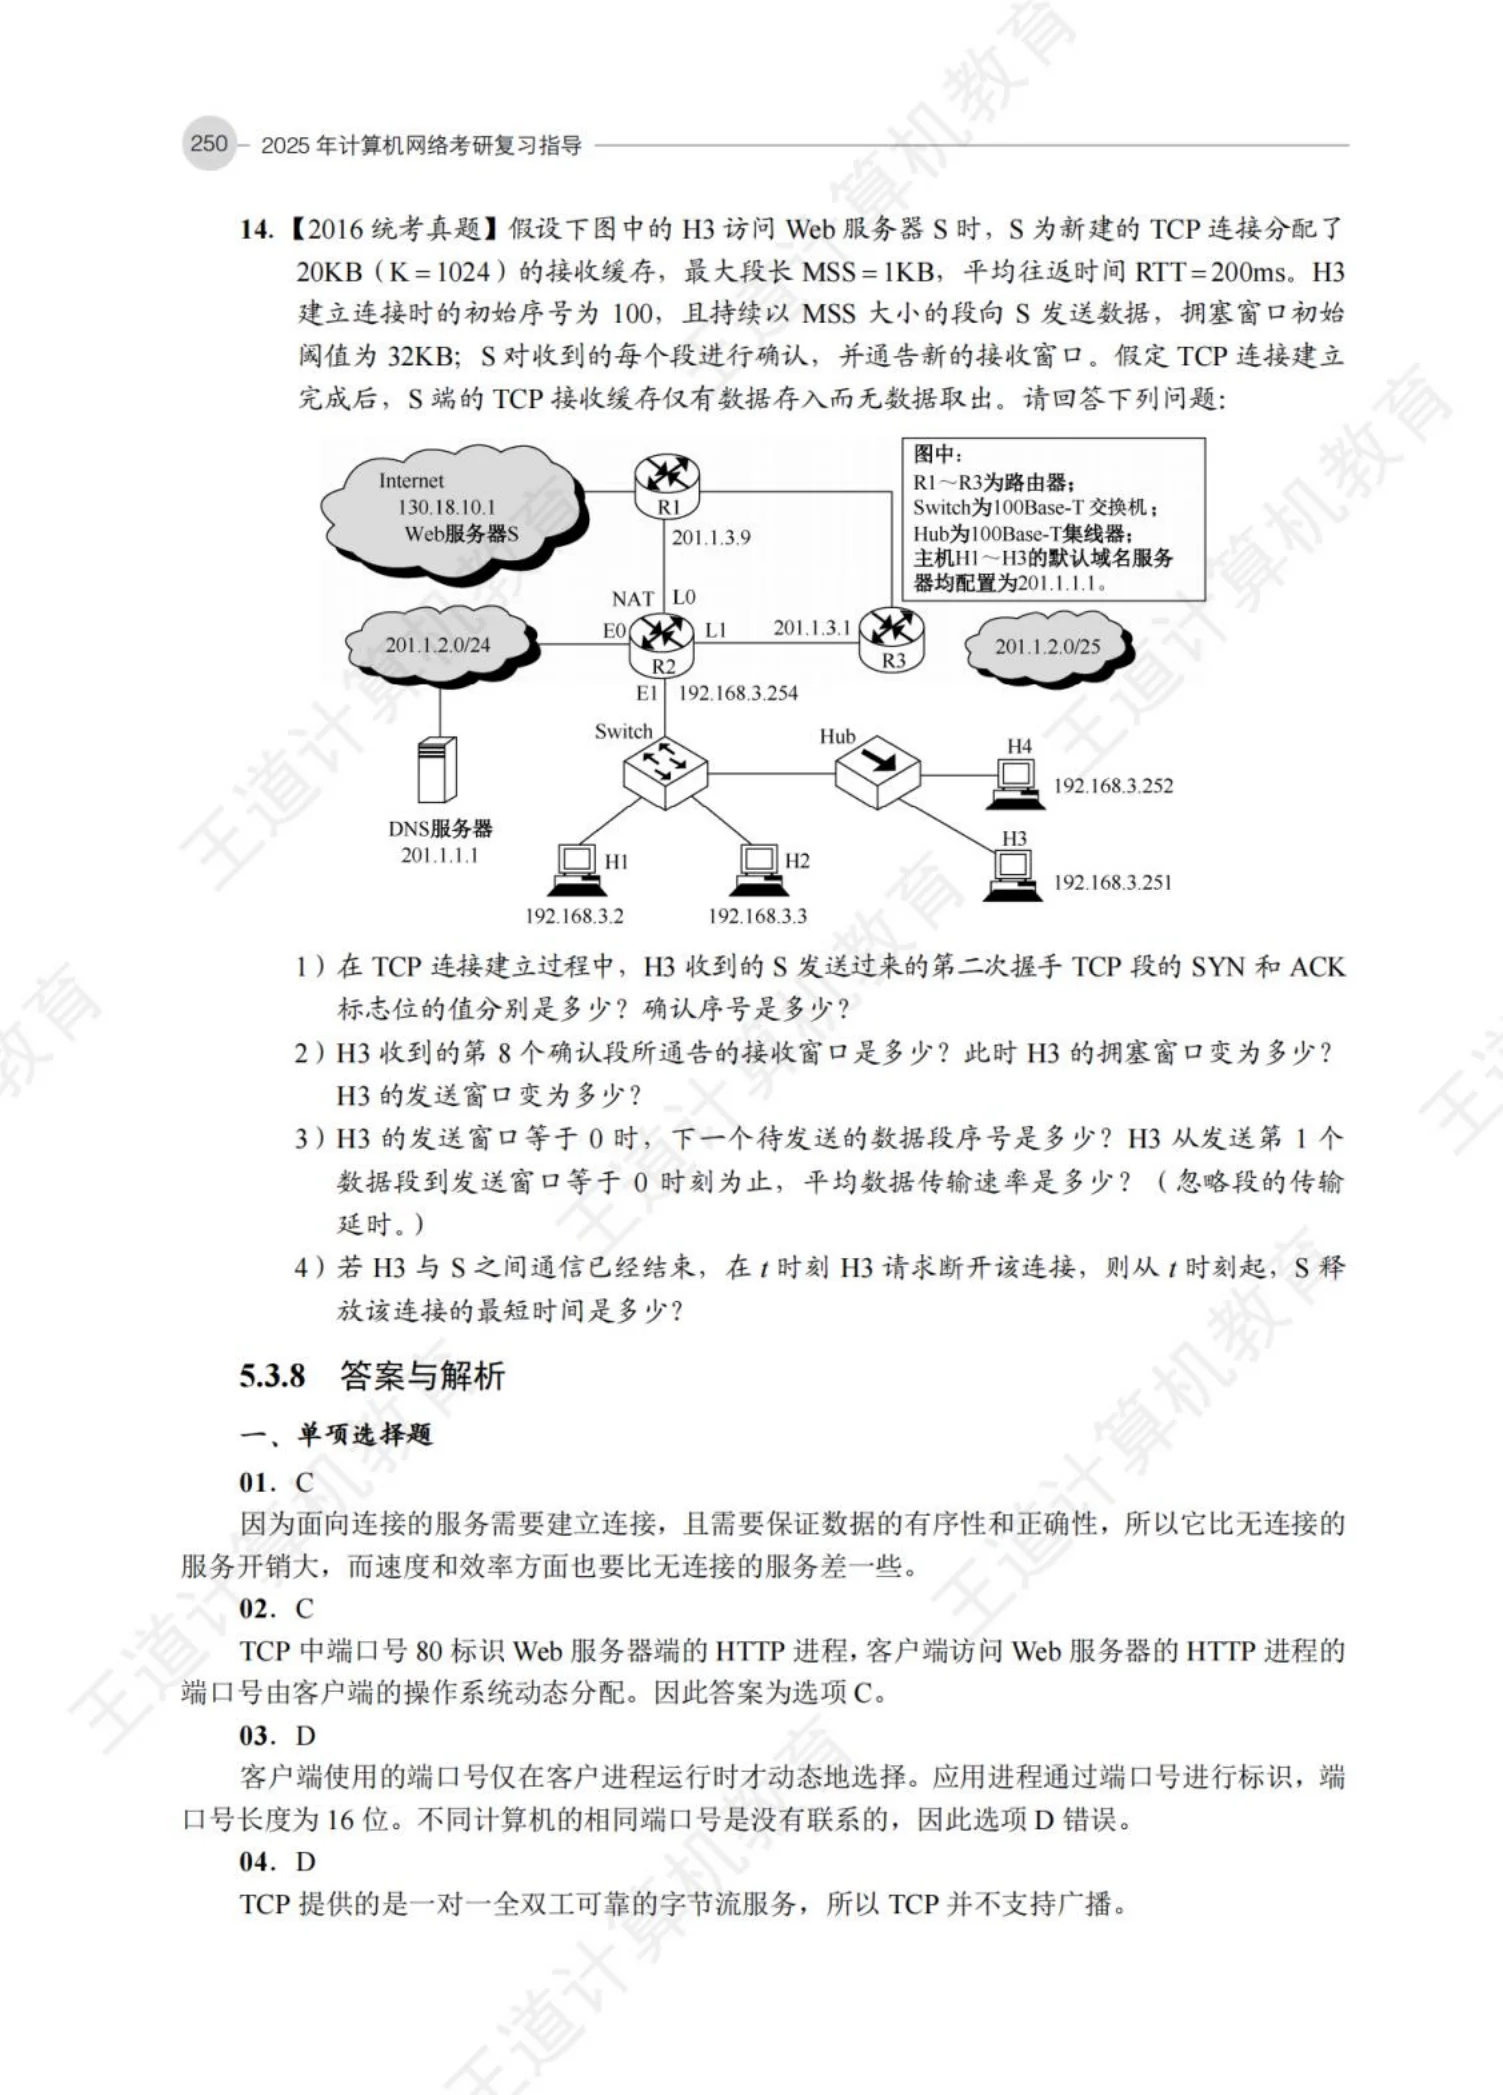 250 2025 年计算机网络考研复习指导
14.【2016 统考真题】假设下图中的 H3 访问 Web 服务器 S 时，S 为新建的 TCP 连接分配了
20KB（K = 1024）的接收缓存，最大段长 MSS = 1KB，平均往返时间 RTT = 200ms。H3
建立连接时的初始序号为 100，且持续以 MSS 大小的段向 S 发送数据，拥塞窗口初始
阈值为 32KB；S 对收到的每个段进行确认，并通告新的接收窗口。假定 TCP 连接建立
完成后，S 端的 TCP 接收缓存仅有数据存入而无数据取出。请回答下列问题：
Internet
130.18.10.1
Web服务器S
R1
201.1.3.9
图中：
R1～R3为路由器；
Switch为100Base-T 交换机；
Hub为100Base-T集线器；
主机H1～H3的默认域名服务
器均配置为201.1.1.1。
NAT L0
201.1.2.0/24
E0
L1
201.1.3.1
R2
R3
201.1.2.0/25
E1 192.168.3.254
Switch
Hub
H4
192.168.3.252
DNS服务器
201.1.1.1
H1
H2
H3
192.168.3.251
192.168.3.2
192.168.3.3
1）在 TCP 连接建立过程中，H3 收到的 S 发送过来的第二次握手 TCP 段的 SYN 和 ACK
标志位的值分别是多少？确认序号是多少？
2）H3 收到的第 8 个确认段所通告的接收窗口是多少？此时 H3 的拥塞窗口变为多少？
H3 的发送窗口变为多少？
3）H3 的发送窗口等于 0 时，下一个待发送的数据段序号是多少？H3 从发送第 1 个
数据段到发送窗口等于 0 时刻为止，平均数据传输速率是多少？（忽略段的传输
延时。）
4）若 H3 与 S 之间通信已经结束，在 t 时刻 H3 请求断开该连接，则从 t 时刻起，S 释
放该连接的最短时间是多少？
5.3.8 答案与解析
一、单项选择题
01．C
因为面向连接的服务需要建立连接，且需要保证数据的有序性和正确性，所以它比无连接的
服务开销大，而速度和效率方面也要比无连接的服务差一些。
02．C
TCP 中端口号 80 标识 Web 服务器端的 HTTP 进程，客户端访问 Web 服务器的 HTTP 进程的
端口号由客户端的操作系统动态分配。因此答案为选项 C。
03．D
客户端使用的端口号仅在客户进程运行时才动态地选择。应用进程通过端口号进行标识，端
口号长度为 16 位。不同计算机的相同端口号是没有联系的，因此选项 D 错误。
04．D
TCP 提供的是一对一全双工可靠的字节流服务，所以 TCP 并不支持广播。
王道计算机教育